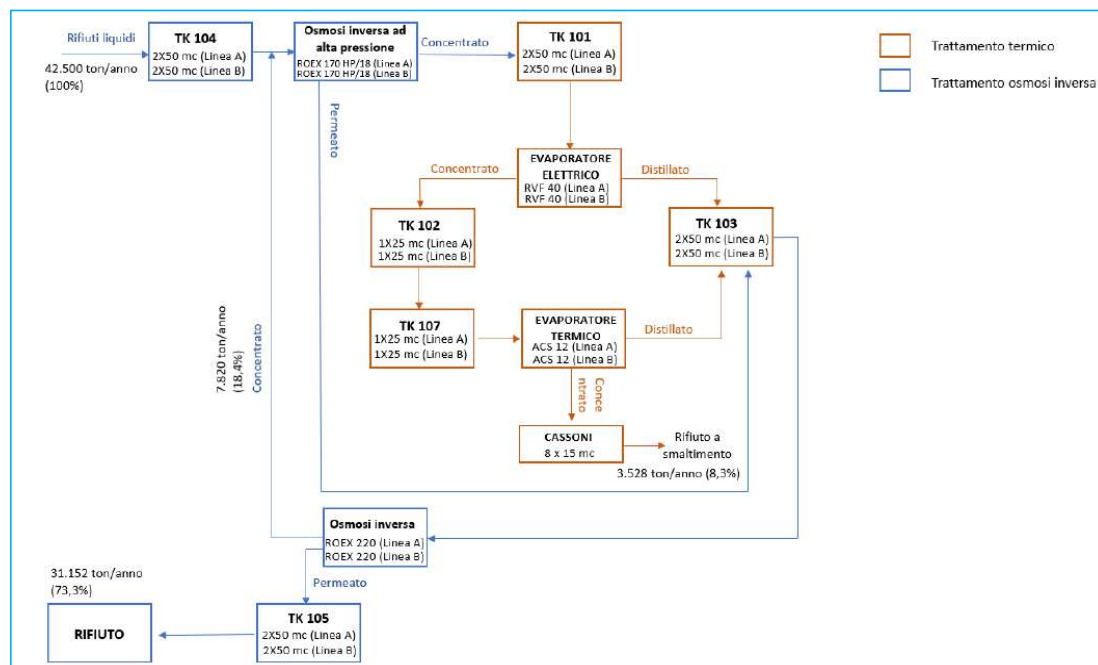 Rifiuti liquidi
42.500 ton/anno
(100%)
TK 104
2X50 mc (Linea A)
2X50 mc (Linea B)
Osmosi inversa ad
alta pressione
ROEX 170 HP/18 (Linea A)
ROEX 170 HP/18 (Linea B)
Concentrato
TK 101
2X50 mc (Linea A)
2X50 mc (Linea B)
Trattamento termico
Trattamento osmosi inversa
Permeato
Concentrato
EVAPORATORE
ELETTRICO
RVF 40 (Linea A)
RVF 40 (Linea B)
Distillato
TK 102
1X25 mc (Linea A)
1X25 mc (Linea B)
TK 103
2X50 mc (Linea A)
2X50 mc (Linea B)
TK 107
1X25 mc (Linea A)
1X25 mc (Linea B)
EVAPORATORE
TERMICO
ACS 12 (Linea A)
ACS 12 (Linea B)
Distillato
7.820 ton/anno
(18,4%)
Concentrato
Conce
ntrato
CASSONI
8 x 15 mc
Rifiuto a
smaltimento
3.528 ton/anno (8,3%)
Osmosi inversa
ROEX 220 (Linea A)
ROEX 220 (Linea B)
31.152 ton/anno
(73,3%)
Permeato
RIFIUTO
TK 105
2X50 mc (Linea A)
2X50 mc (Linea B)